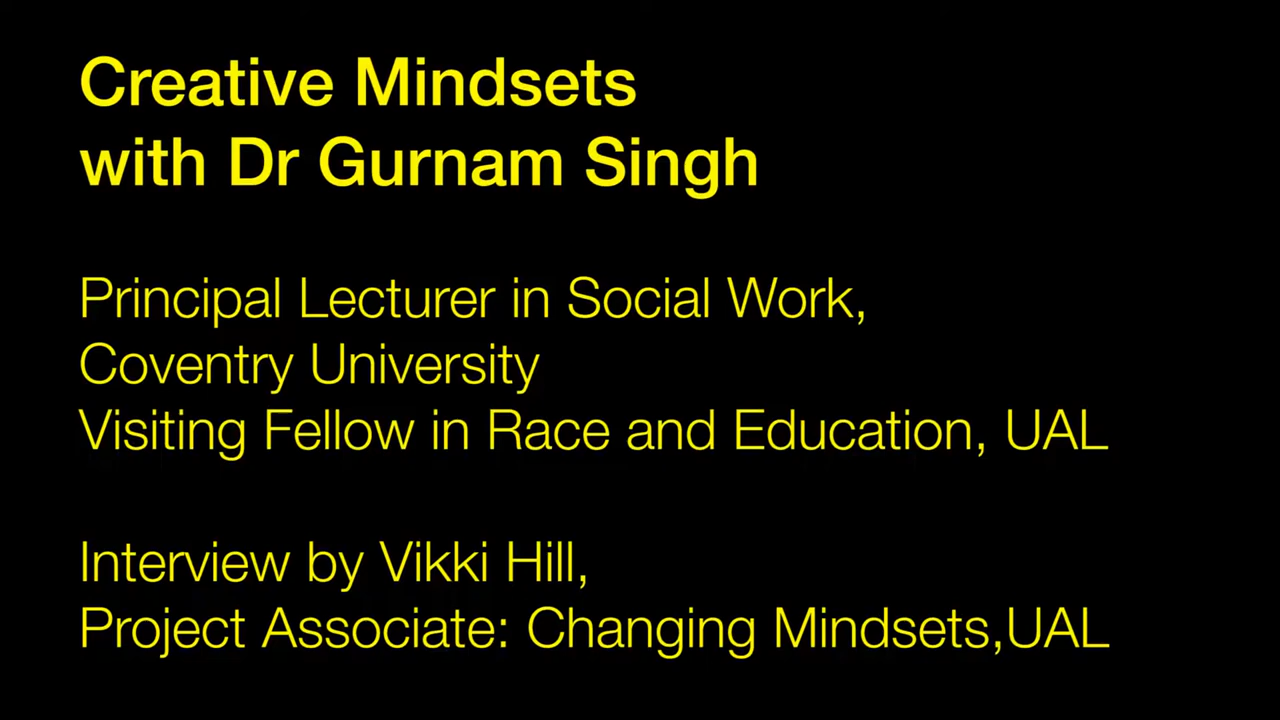 Creative Mindsets
with Dr Gurnam Singh
Principal Lecturer in Social Work,
Coventry University
Visiting Fellow in Race and Education, UAL
Interview by Vikki Hill,
Project Associate: Changing Mindsets,UAL